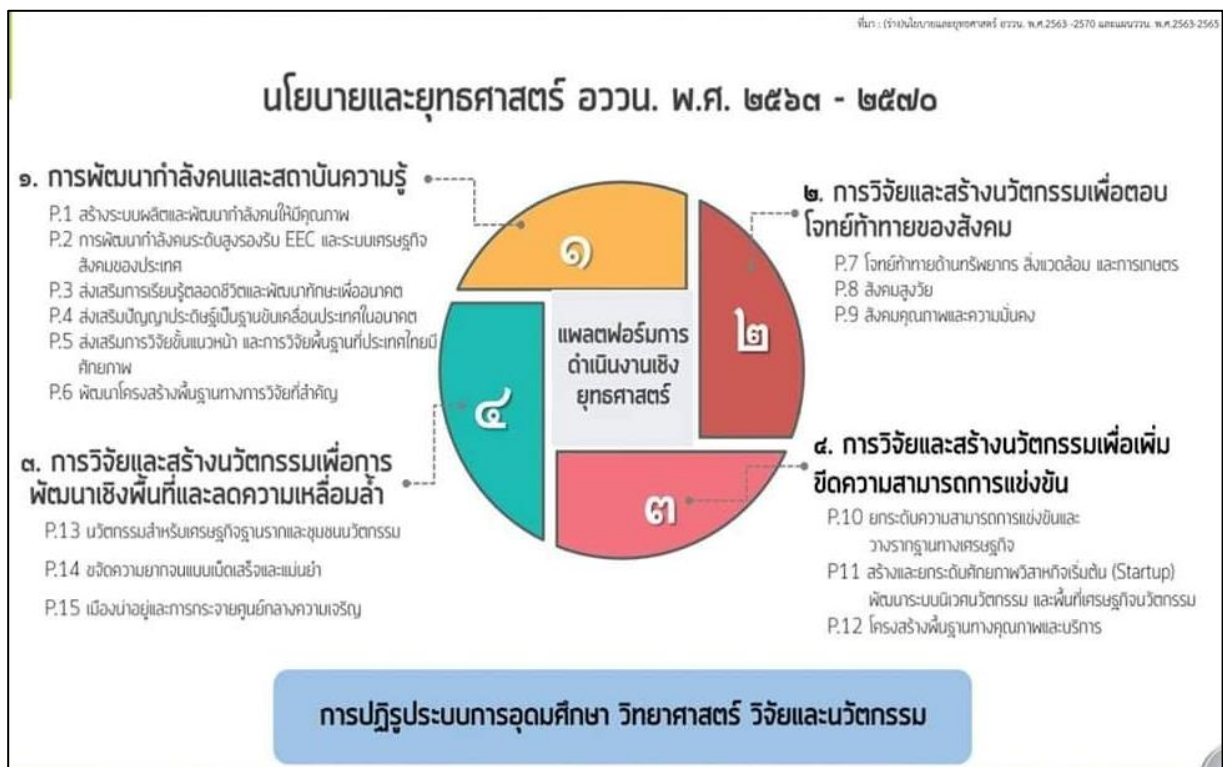 ที่มา : (ร่าง)นโยบายและยุทธศาสตร์ อววน. พ.ศ.2563 -2570 และแผนววน. พ.ศ.2563-2565
นโยบายและยุทธศาสตร์ อววน. พ.ศ. ๒๕๖๓ - ๒๕๗๐
๑. การพัฒนากำลังคนและสถาบันความรู้
P.1 สร้างระบบผลิตและพัฒนากำลังคนให้มีคุณภาพ
P.2 การพัฒนากำลังคนระดับสูงรองรับ EEC และระบบเศรษฐกิจ
สังคมของประเทศ
P.3 ส่งเสริมการเรียนรู้ตลอดชีวิตและพัฒนาทักษะเพื่ออนาคต
P.4 ส่งเสริมปัญญาประดิษฐ์เป็นฐานขับเคลื่อนประเทศในอนาคต
P.5 ส่งเสริมการวิจัยขั้นแนวหน้า และการวิจัยพื้นฐานที่ประเทศไทยมี
ศักยภาพ
P.6 พัฒนาโครงสร้างพื้นฐานทางการวิจัยที่สำคัญ
๒. การวิจัยและสร้างนวัตกรรมเพื่อตอบ
โจทย์ท้าทายของสังคม
P.7 โจทย์ท้าทายด้านทรัพยากร สิ่งแวดล้อม และการเกษตร
P.8 สังคมสูงวัย
P.9 สังคมคุณภาพและความมั่นคง
๑
๒
๓
๔
แพลตฟอร์มการ
ดำเนินงานเชิง
ยุทธศาสตร์
๓. การวิจัยและสร้างนวัตกรรมเพื่อการ
พัฒนาเชิงพื้นที่และลดความเหลื่อมล้ำ
P.13 นวัตกรรมสำหรับเศรษฐกิจฐานรากและชุมชนนวัตกรรม
P.14 ขจัดความยากจนแบบเบ็ดเสร็จและแม่นยำ
P.15 เมืองน่าอยู่และการกระจายศูนย์กลางความเจริญ
๔. การวิจัยและสร้างนวัตกรรมเพื่อเพิ่ม
ขีดความสามารถการแข่งขัน
P.10 ยกระดับความสามารถการแข่งขันและ
วางรากฐานทางเศรษฐกิจ
P11 สร้างและยกระดับศักยภาพวิสาหกิจเริ่มต้น (Startup)
พัฒนาระบบนิเวศนวัตกรรม และพื้นที่เศรษฐกิจนวัตกรรม
P.12 โครงสร้างพื้นฐานทางคุณภาพและบริการ
การปฏิรูประบบการอุดมศึกษา วิทยาศาสตร์ วิจัยและนวัตกรรม